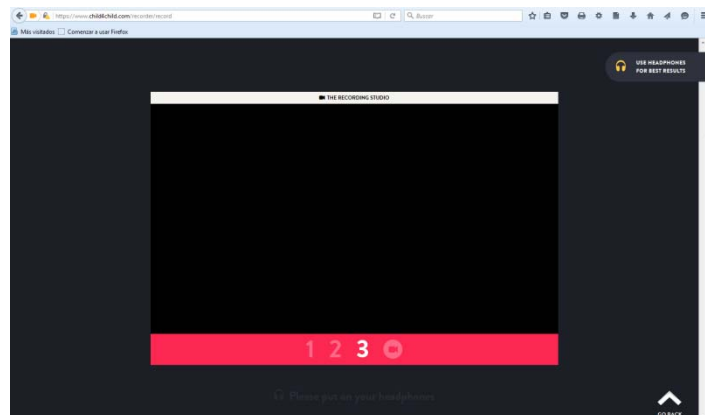 https://www.child4child.com/recorder/record
Buscar
Más visitados
Comenzar a usar Firefox
USE HEADPHONES
FOR BEST RESULTS
THE RECORDING STUDIO
1 2 3
Please put on your headphones
GO BACK